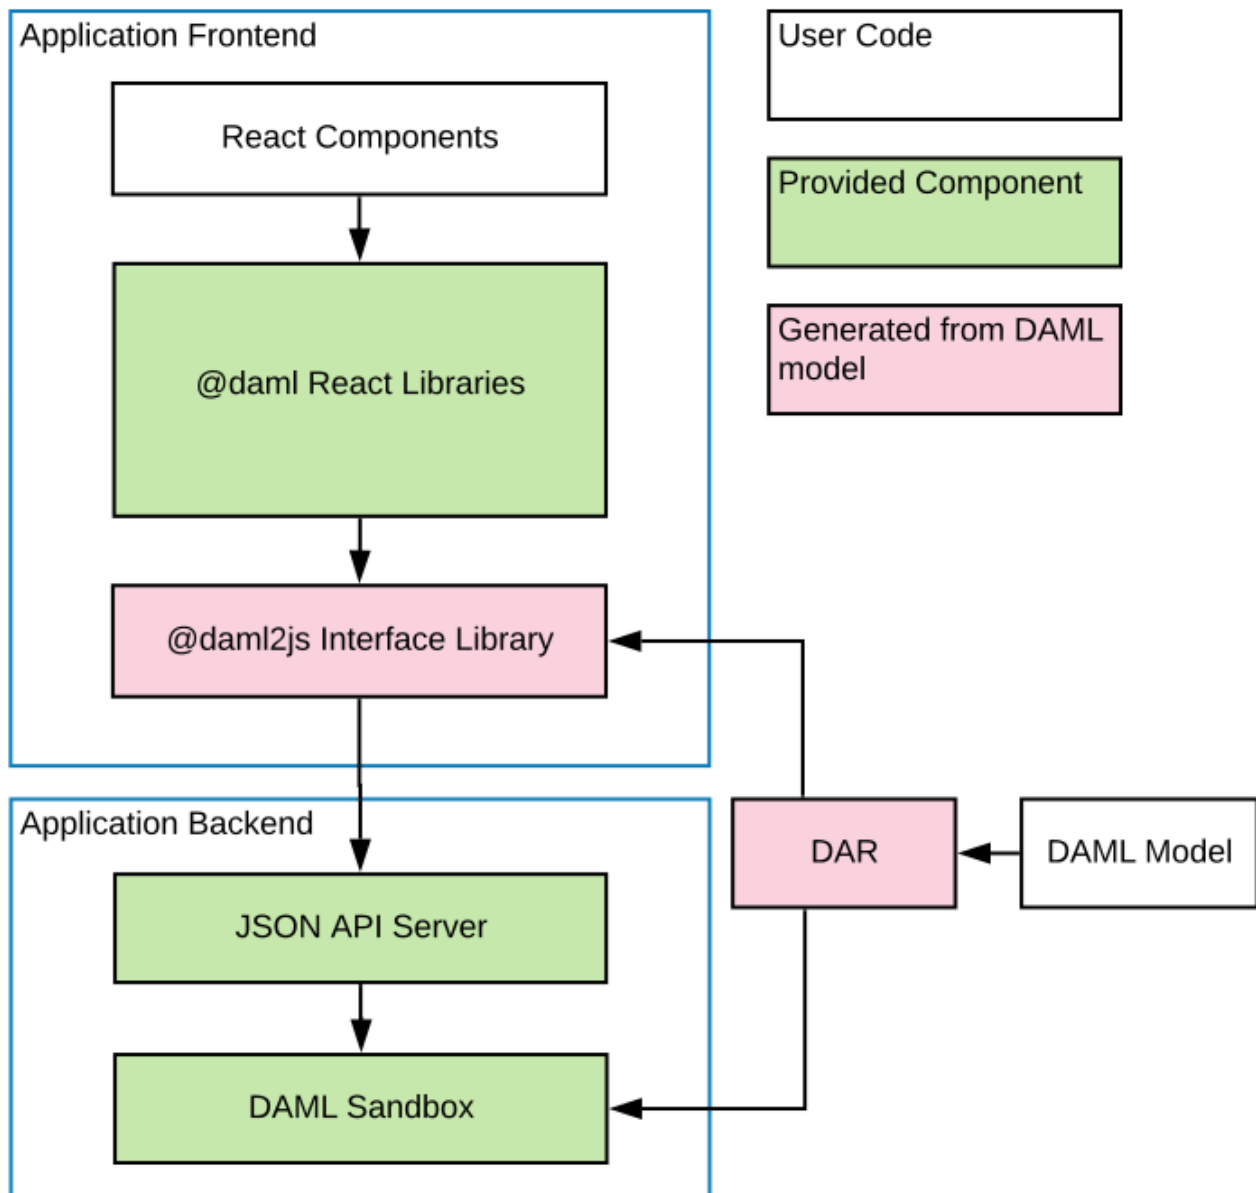 Application Frontend
React Components
@daml React Libraries
@daml2js Interface Library
User Code
Provided Component
Generated from DAML
model
Application Backend
JSON API Server
DAML Sandbox
DAR
DAML Model